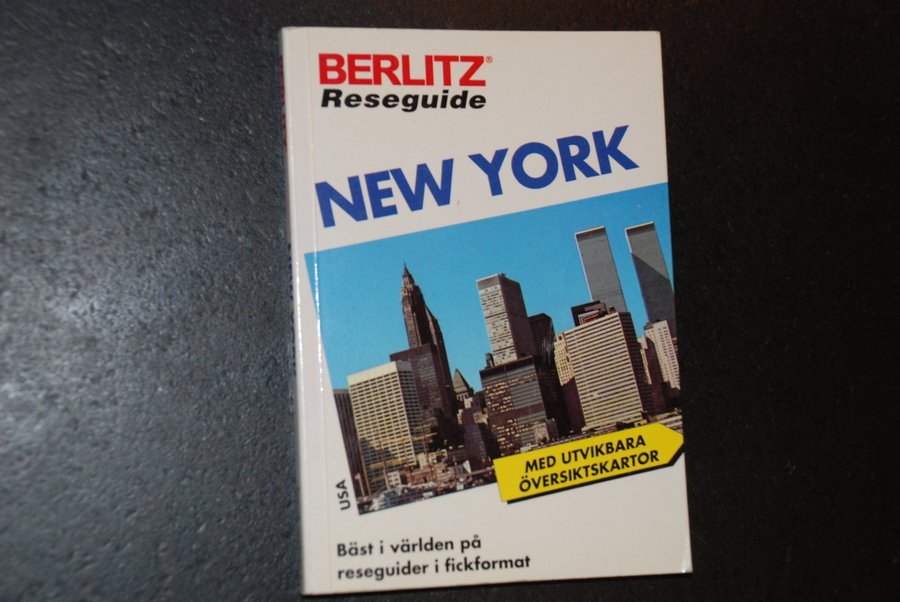 BERLITZ®
Reseguide
NEW YORK
MED UTVIKBARA
ÖVERSIKTSKARTOR
USA
Bäst i världen på
reseguider i fickformat